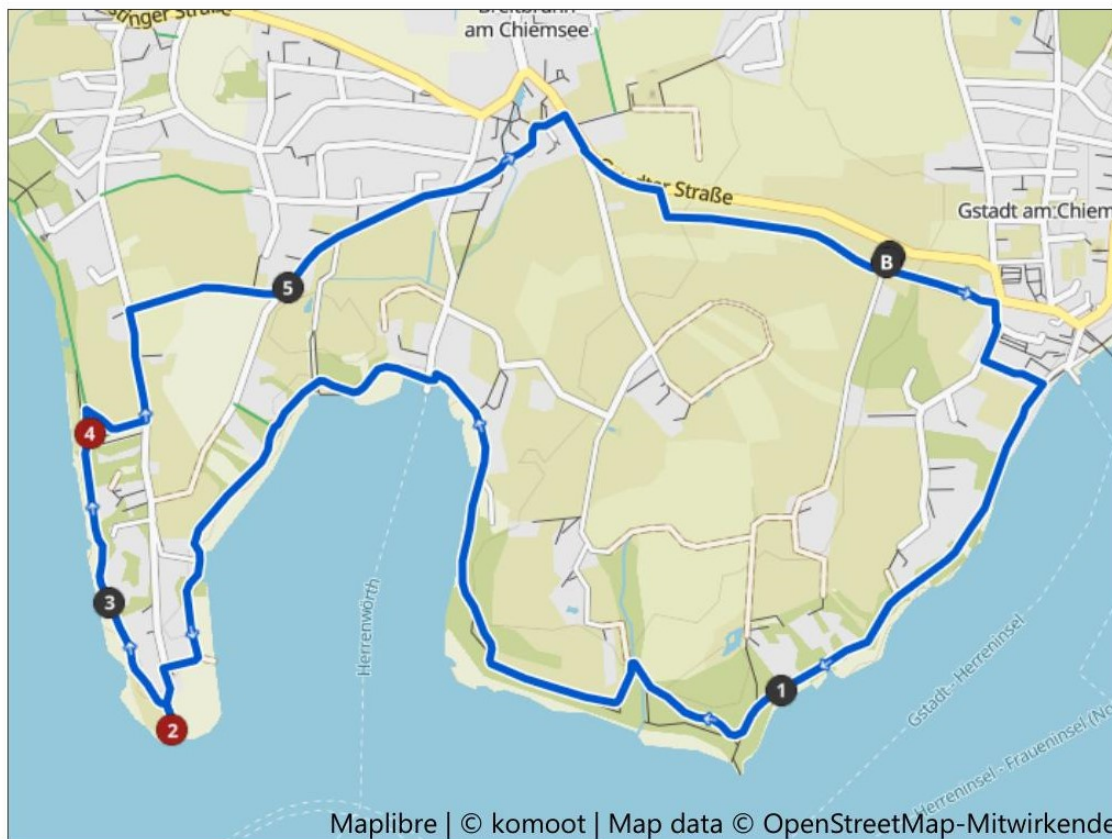 am Chiemsee
Straße
Gstadt am Chiem
B
5
4
3
2
1
Herrenwörth
Gstadt - Herreninsel
Herreninsel - Fraueninsel (No
Maplibre | © komoot | Map data © OpenStreetMap-Mitwirkende